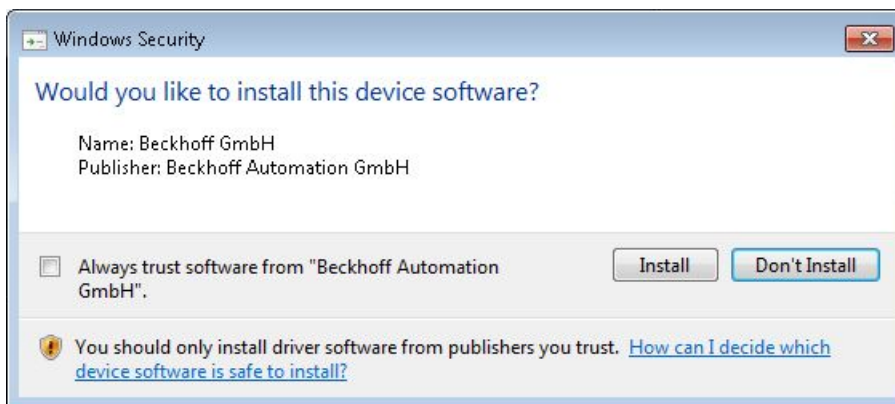 Windows Security
Would you like to install this device software?
Name: Beckhoff GmbH
Publisher: Beckhoff Automation GmbH
Always trust software from "Beckhoff Automation
GmbH".
Install
Don't Install
You should only install driver software from publishers you trust. How can I decide which
device software is safe to install?